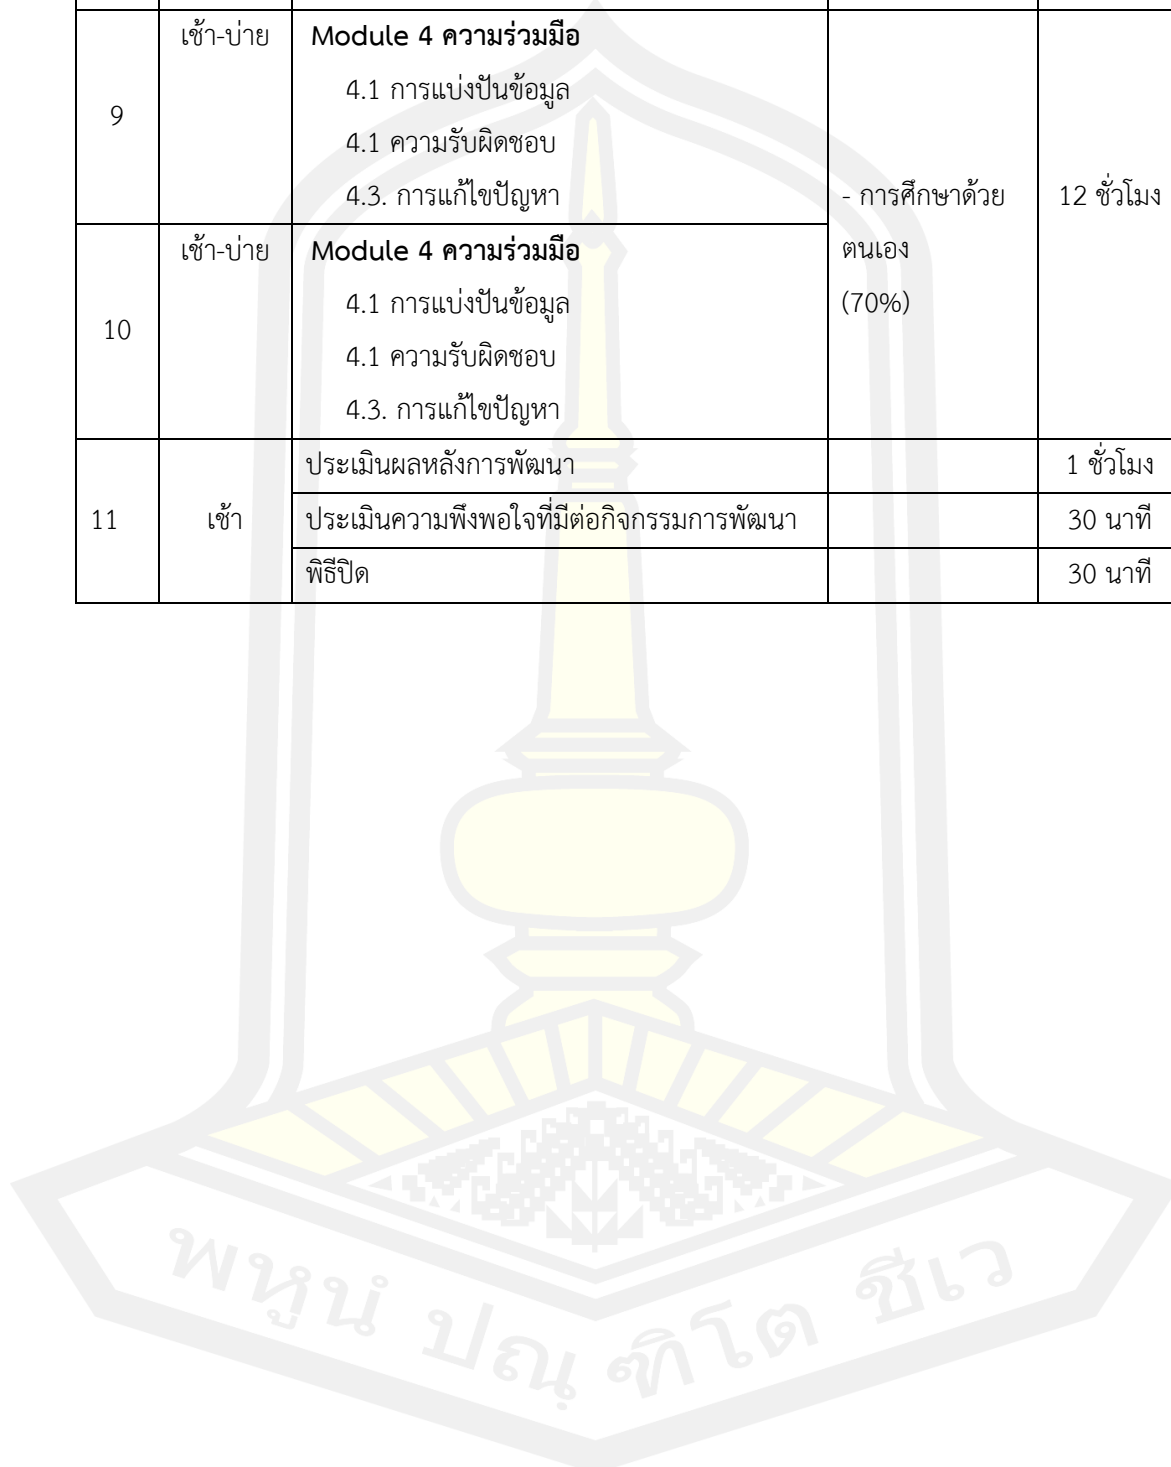 9
เช้า-บ่าย
Module 4 ความร่วมมือ
4.1 การแบ่งปันข้อมูล
4.1 ความรับผิดชอบ
4.3. การแก้ไขปัญหา
- การศึกษาด้วย
ตนเอง
(70%)
12 ชั่วโมง
10
เช้า-บ่าย
Module 4 ความร่วมมือ
4.1 การแบ่งปันข้อมูล
4.1 ความรับผิดชอบ
4.3. การแก้ไขปัญหา
11
เช้า
ประเมินผลหลังการพัฒนา
1 ชั่วโมง
ประเมินความพึงพอใจที่มีต่อกิจกรรมการพัฒนา
30 นาที
พิธีปิด
30 นาที
พหูนํ ปณฺฑิโต ชีเว